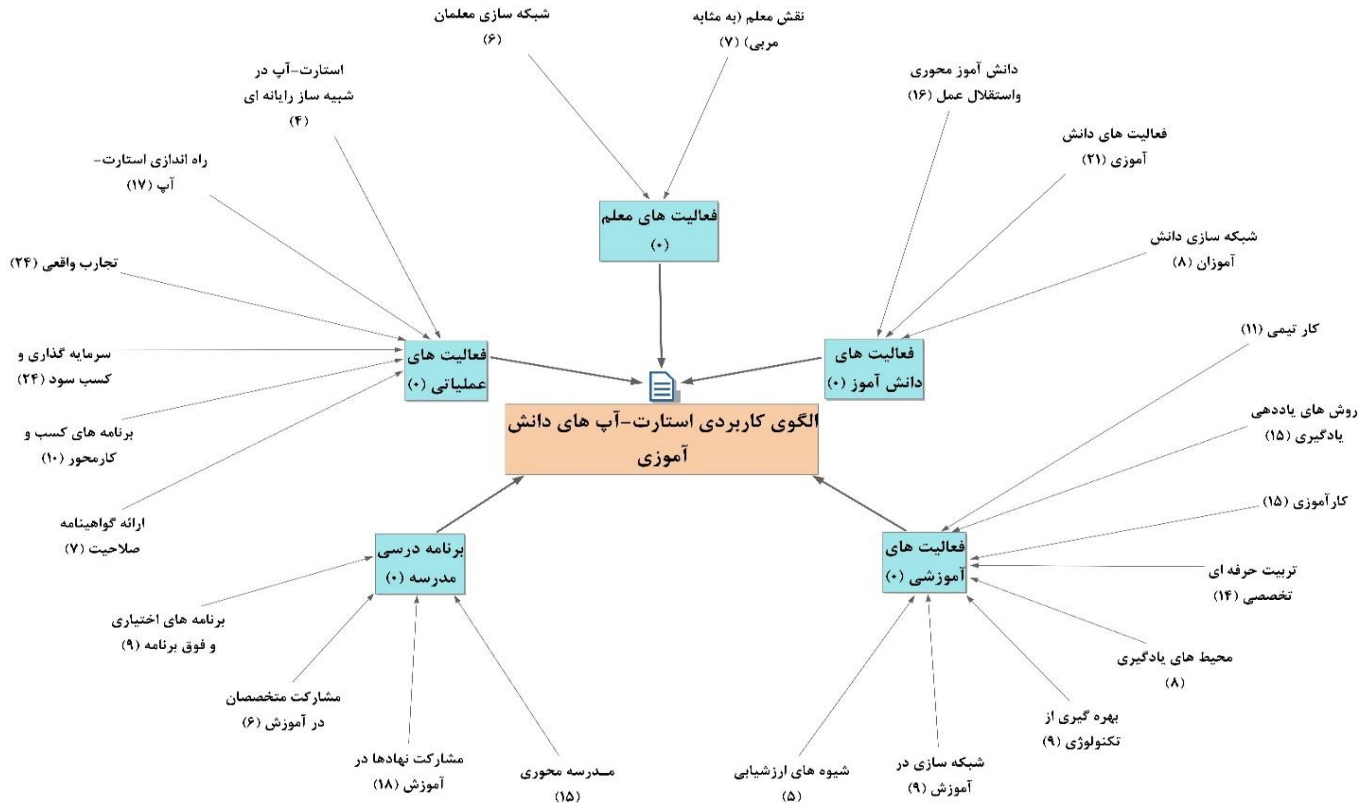 شبکه سازی معلمان
(۶)
نقش معلم (به مثابه
مربی) (۷)
استارت-آپ در
شبیه ساز رایانه ای
(۴)
دانش آموز محوری
واستقلال عمل (۱۶)
راه اندازی استارت-
آپ (۱۷)
فعالیت های دانش
آموزی (۲۱)
فعالیت های معلم
(۰)
شبکه سازی دانش
آموزان (۸)
تجارب واقعی (۲۴)
کار تیمی (۱۱)
سرمایه گذاری و
کسب سود (۲۴)
فعالیت های
عملیاتی (۰)
فعالیت های
دانش آموز (۰)
الگوی کاربردی استارت-آپ های دانش
آموزی
برنامه های کسب و
کارمحور (۱۰)
روش های یاددهی
یادگیری (۱۵)
کارآموزی (۱۵)
ارائه گواهینامه
صلاحیت (۷)
برنامه درسی
مدرسه (۰)
فعالیت های
آموزشی (۰)
تربیت حرفه ای
تخصصی (۱۴)
برنامه های اختیاری
و فوق برنامه (۹)
محیط های یادگیری
(۸)
مشارکت متخصصان
در آموزش (۶)
بهره گیری از
تکنولوژی (۹)
مشارکت نهادها در
آموزش (۱۸)
مـدرسه محوری
(۱۵)
شیوه های ارزشیابی
(۵)
شبکه سازی در
آموزش (۹)